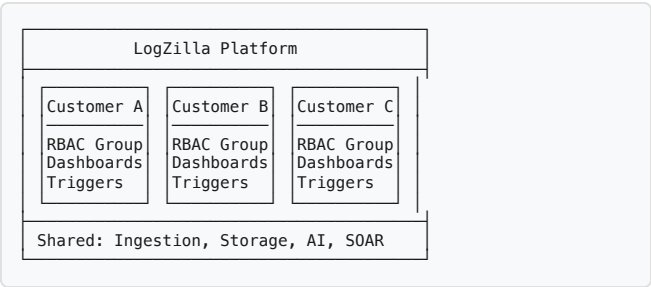 LogZilla Platform
Customer A Customer B Customer C
RBAC Group RBAC Group RBAC Group
Dashboards Dashboards Dashboards
Triggers Triggers Triggers
Shared: Ingestion, Storage, AI, SOAR